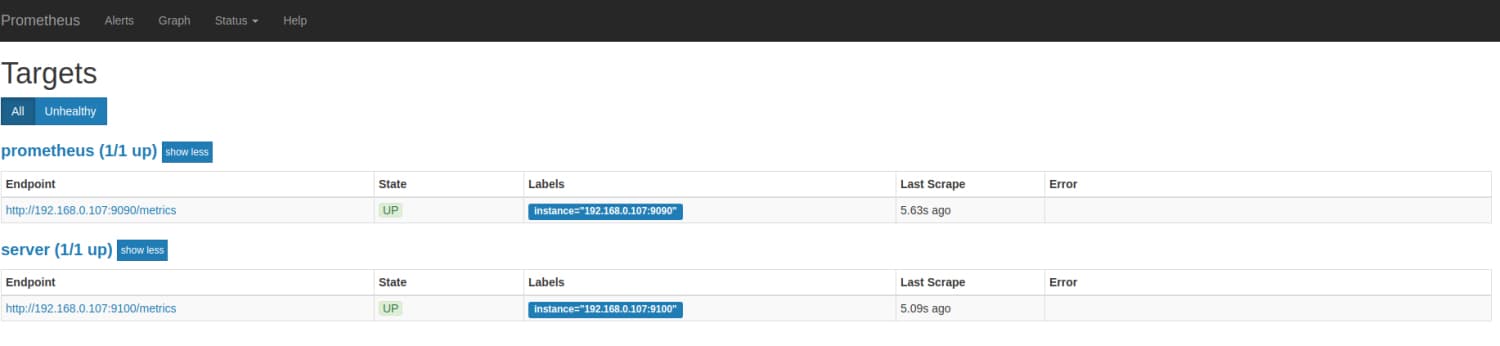 Prometheus Alerts Graph Status Help
Targets
All Unhealthy
prometheus (1/1 up) show less
Endpoint State Labels Last Scrape Error
http://192.168.0.107:9090/metrics UP instance="192.168.0.107:9090" 5.63s ago
server (1/1 up) show less
Endpoint State Labels Last Scrape Error
http://192.168.0.107:9100/metrics UP instance="192.168.0.107:9100" 5.09s ago